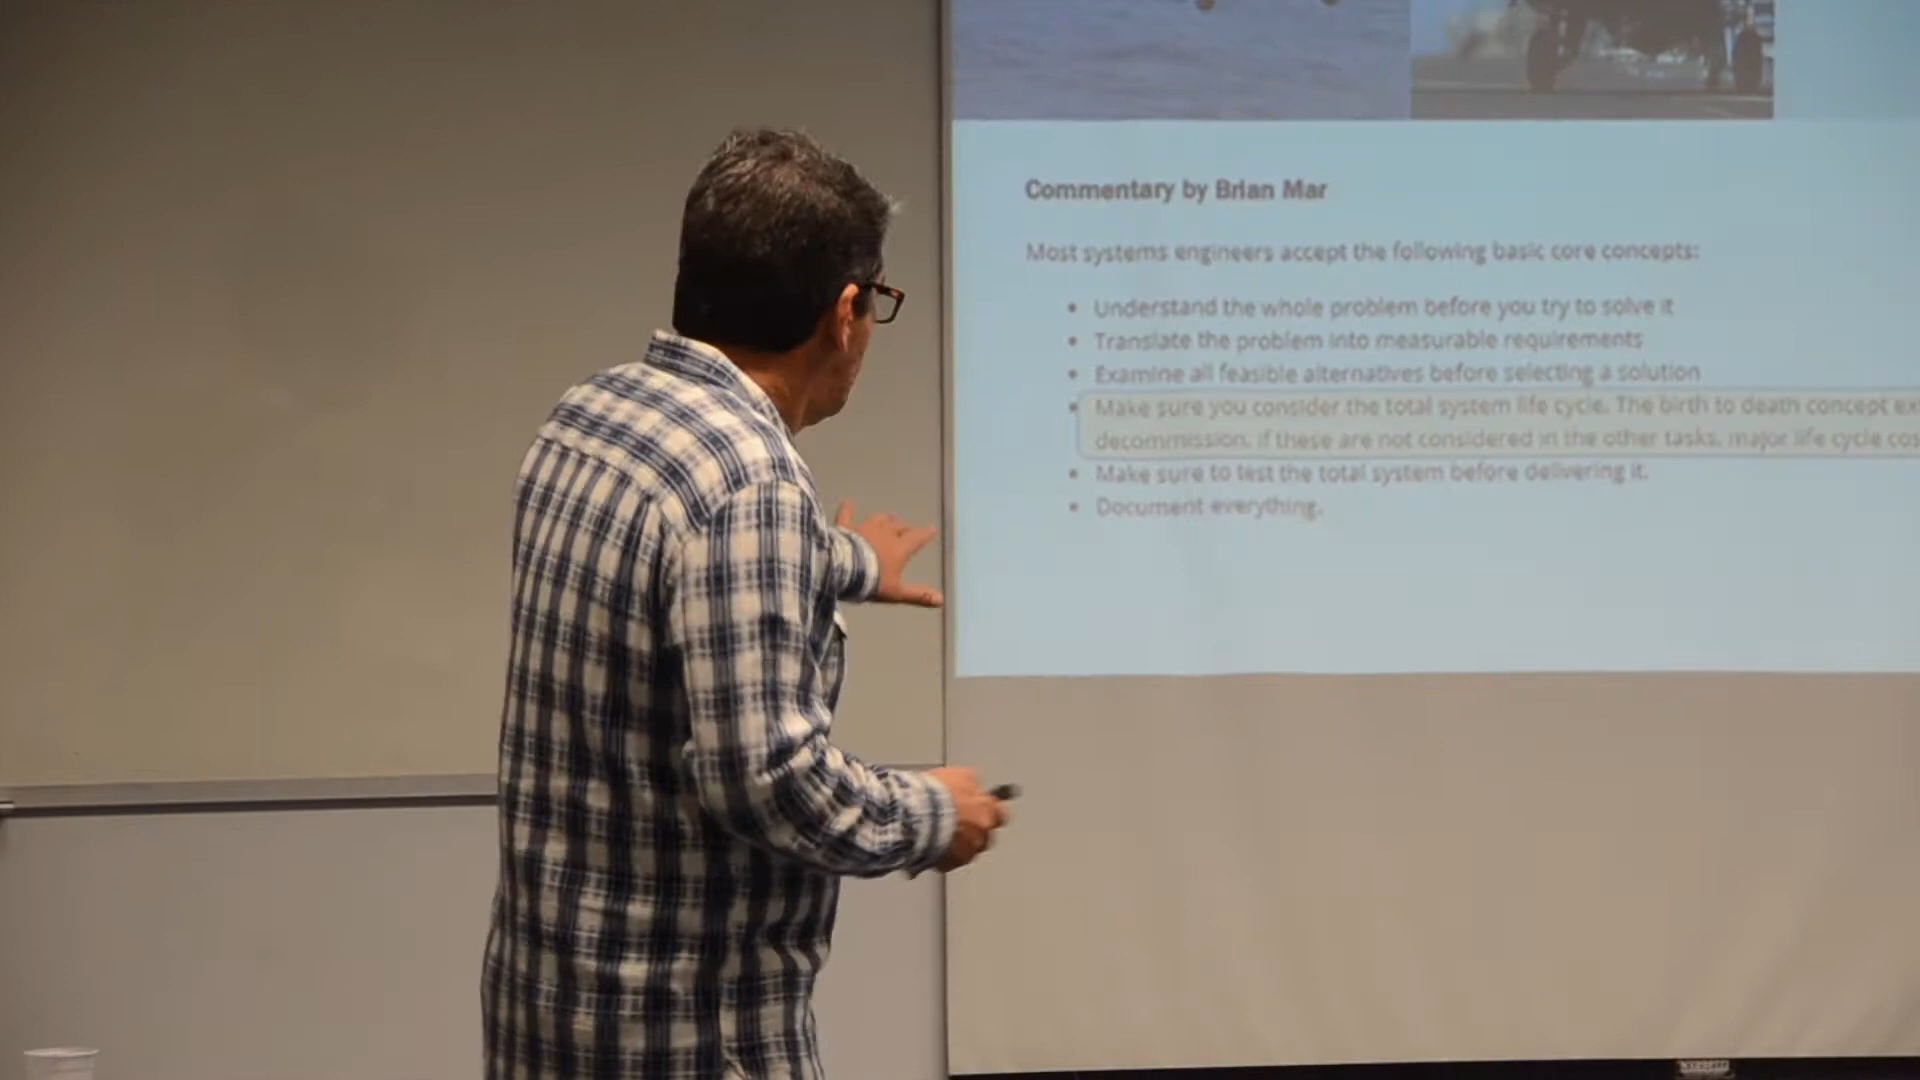 Commentary by Brian Mar
Most systems engineers accept the following basic core concepts:
• Understand the whole problem before you try to solve it
• Translate the problem into measurable requirements
• Examine all feasible alternatives before selecting a solution
• Make sure you consider the total system life cycle. The birth to death concept
decommission. If these are not considered in the other tasks, major life cycle
• Make sure to test the total system before delivering it.
• Document everything.